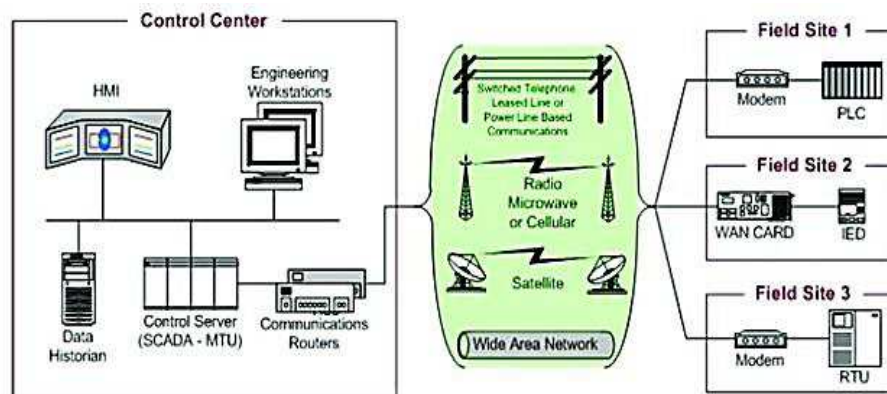 Control Center
HMI
Engineering
Workstations
Data
Historian
Control Server
(SCADA - MTU)
Communications
Routers
Switched Telephone
Leased Line or
Power Line Based
Communications
Radio
Microwave
or Cellular
Satellite
Wide Area Network
Field Site 1
Modem
PLC
Field Site 2
WAN CARD
IED
Field Site 3
Modem
RTU